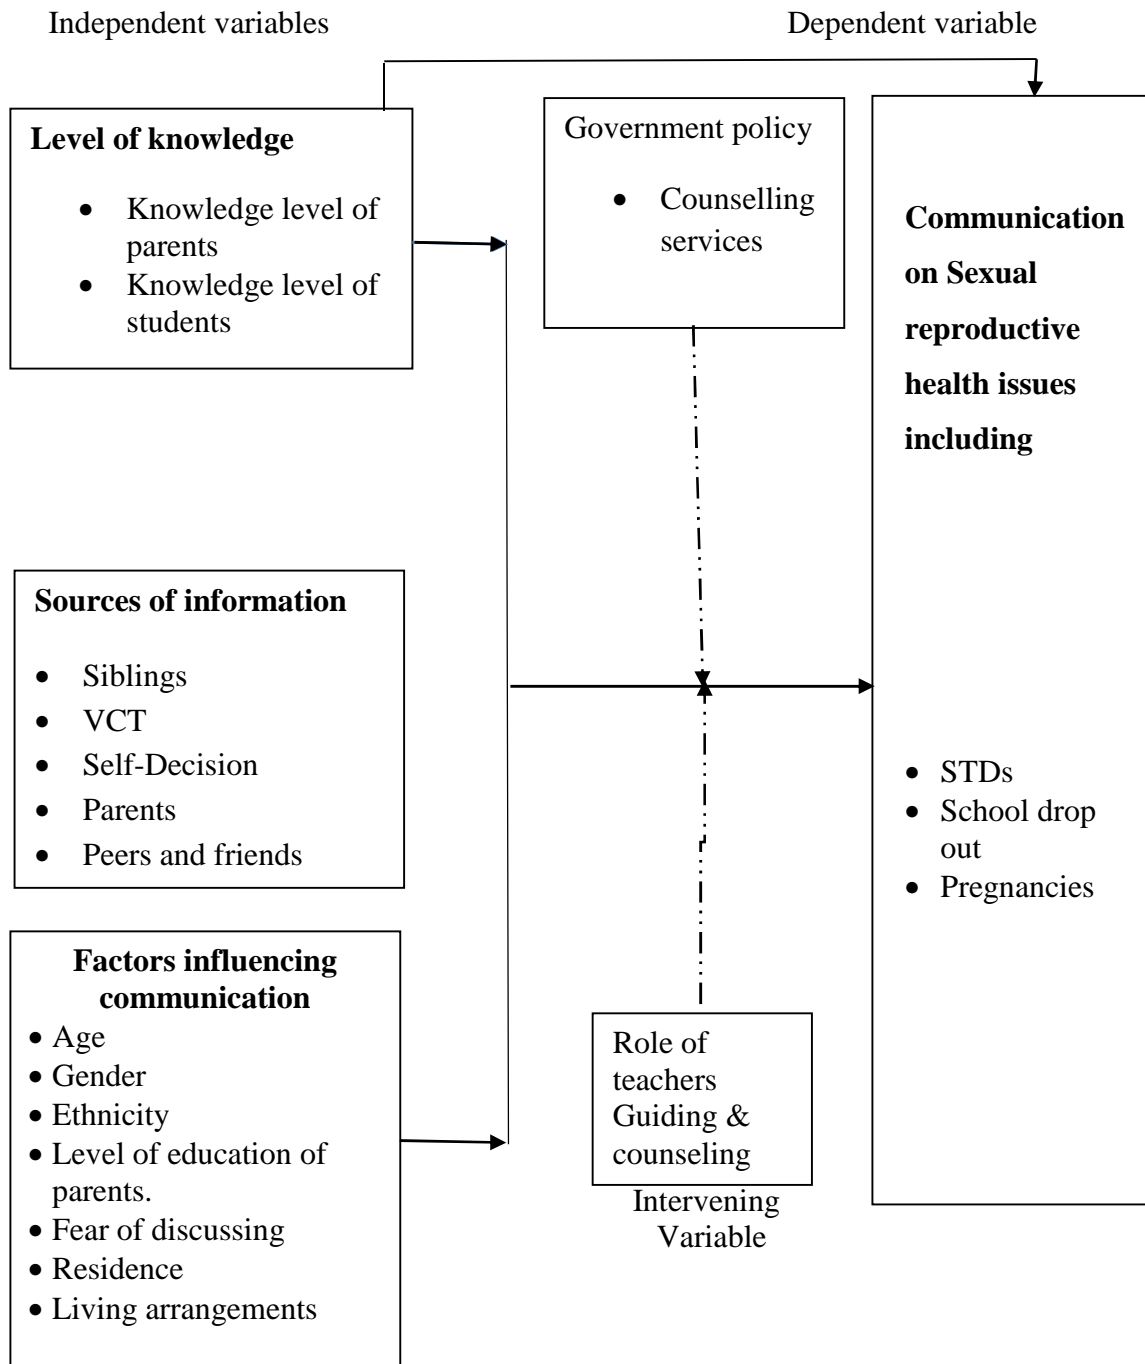 Independent variables
Dependent variable
Level of knowledge
• Knowledge level of
parents
• Knowledge level of
students
Government policy
• Counselling
services
Communication
on Sexual
reproductive
health issues
including
Sources of information
• Siblings
• VCT
• Self-Decision
• Parents
• Peers and friends
• STDs
• School drop
out
• Pregnancies
Factors influencing
communication
• Age
• Gender
• Ethnicity
• Level of education of
parents.
• Fear of discussing
• Residence
• Living arrangements
Role of
teachers
Guiding &
counseling
Intervening
Variable